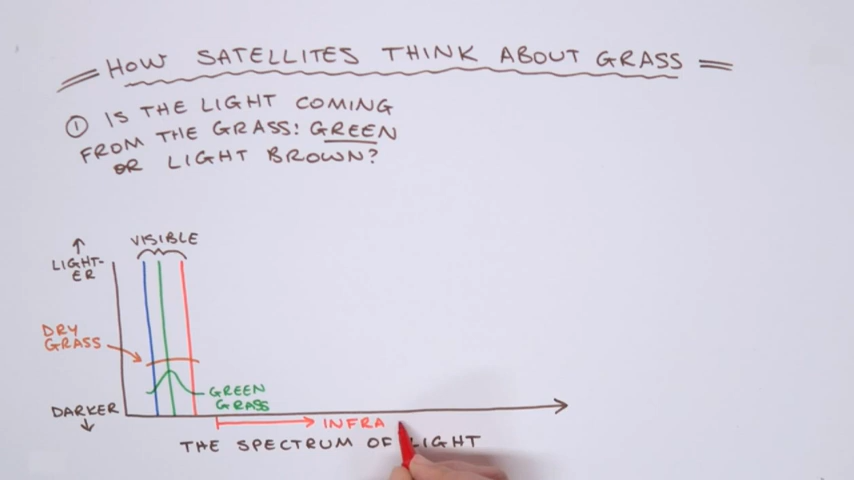 HOW SATELLITES THINK ABOUT GRASS
① IS THE LIGHT COMING
FROM THE GRASS: GREEN
OR LIGHT BROWN?
VISIBLE
LIGHT-
ER
DRY
GRASS
GREEN
GRASS
DARKER
INFRA
THE SPECTRUM OF LIGHT